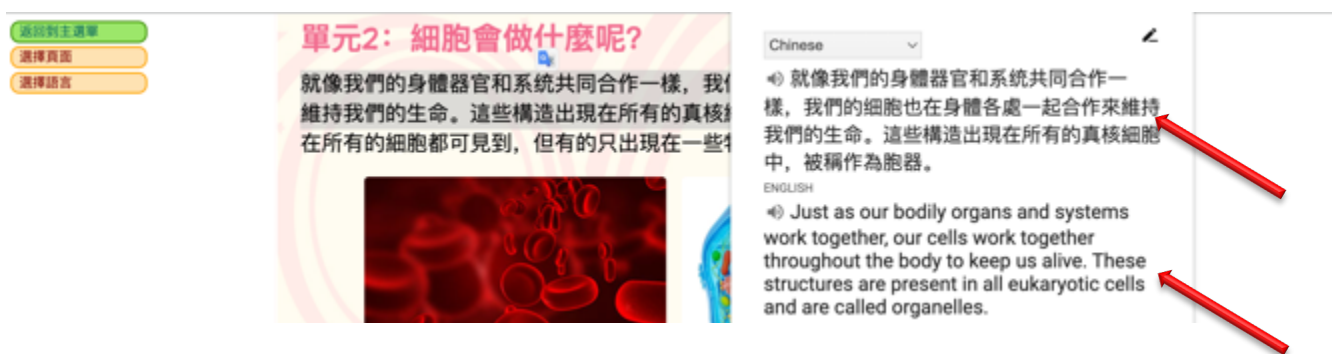 返回到主選單
選擇頁面
選擇語言
單元2：細胞會做什麼呢?
就像我們的身體器官和系统共同合作一樣，我們
維持我們的生命。這些構造出現在所有的真核細
在所有的細胞都可見到，但有的只出現在一些特
Chinese
就像我們的身體器官和系统共同合作一
樣，我們的细胞也在身體各處一起合作來維持
我們的生命。這些構造出現在所有的真核細胞
中，被稱作為胞器。
ENGLISH
Just as our bodily organs and systems
work together, our cells work together
throughout the body to keep us alive. These
structures are present in all eukaryotic cells
and are called organelles.